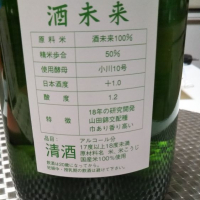 酒未来
原料米 酒未来100%
精米歩合 50%
使用酵母 小川10号
日本酒度 +1.0
酸度 1.2
特徴 18年の研究開発
山田錦交配種
巾あり香り高い
品目
清酒
アルコール分
17度以上18度未満
原材料名 米、米こうじ
国産米100%使用